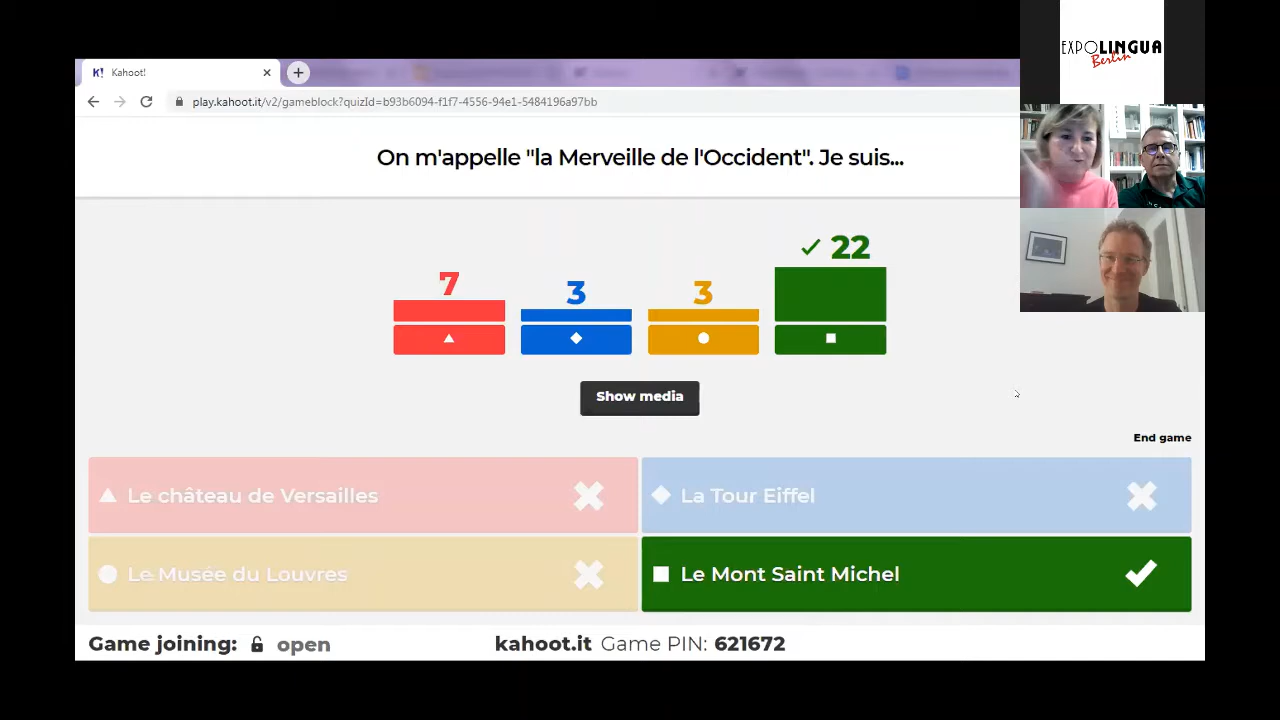 Kahoot!
play.kahoot.it/v2/gameblock?quizId=b93b6094-f1f7-4556-94e1-5484196a97bb
EXPOLINGUA
Berlin
On m'appelle "la Merveille de l'Occident". Je suis...
7
3
3
22
Show media
End game
Le château de Versailles
La Tour Eiffel
Le Musée du Louvres
Le Mont Saint Michel
Game joining: open
kahoot.it Game PIN: 621672